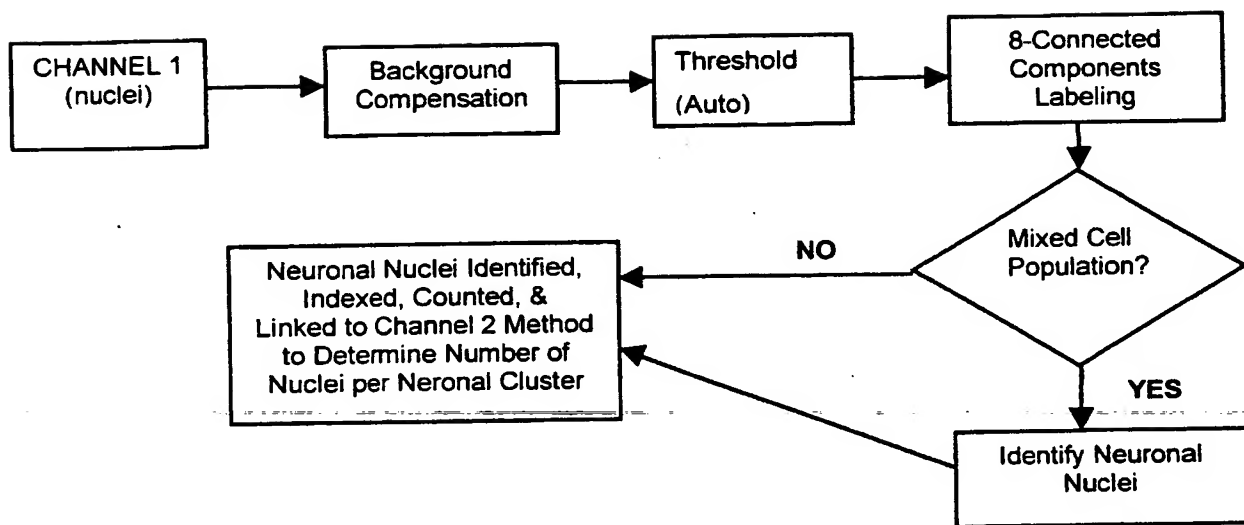 CHANNEL 1
(nuclei)
Background
Compensation
Threshold
(Auto)
8-Connected
Components
Labeling
Mixed Cell
Population?
NO
YES
Neuronal Nuclei Identified,
Indexed, Counted, &
Linked to Channel 2 Method
to Determine Number of
Nuclei per Neronal Cluster
Identify Neuronal
Nuclei